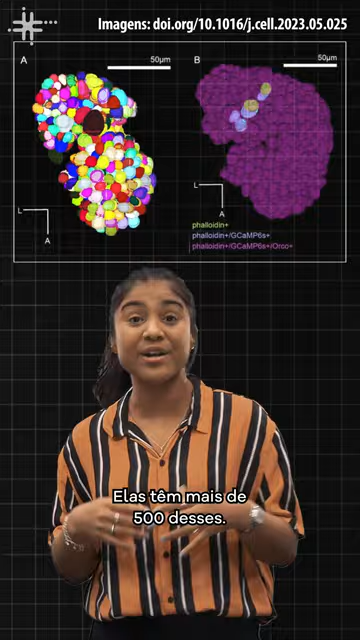 Imagens: doi.org/10.1016/j.cell.2023.05.025
A
50µm
B
50µm
L
A
L
A
phalloidin+
phalloidin+/GCaMP6s+
phalloidin+/GCaMP6s+/Orco+
Elas têm mais de
500 desses.